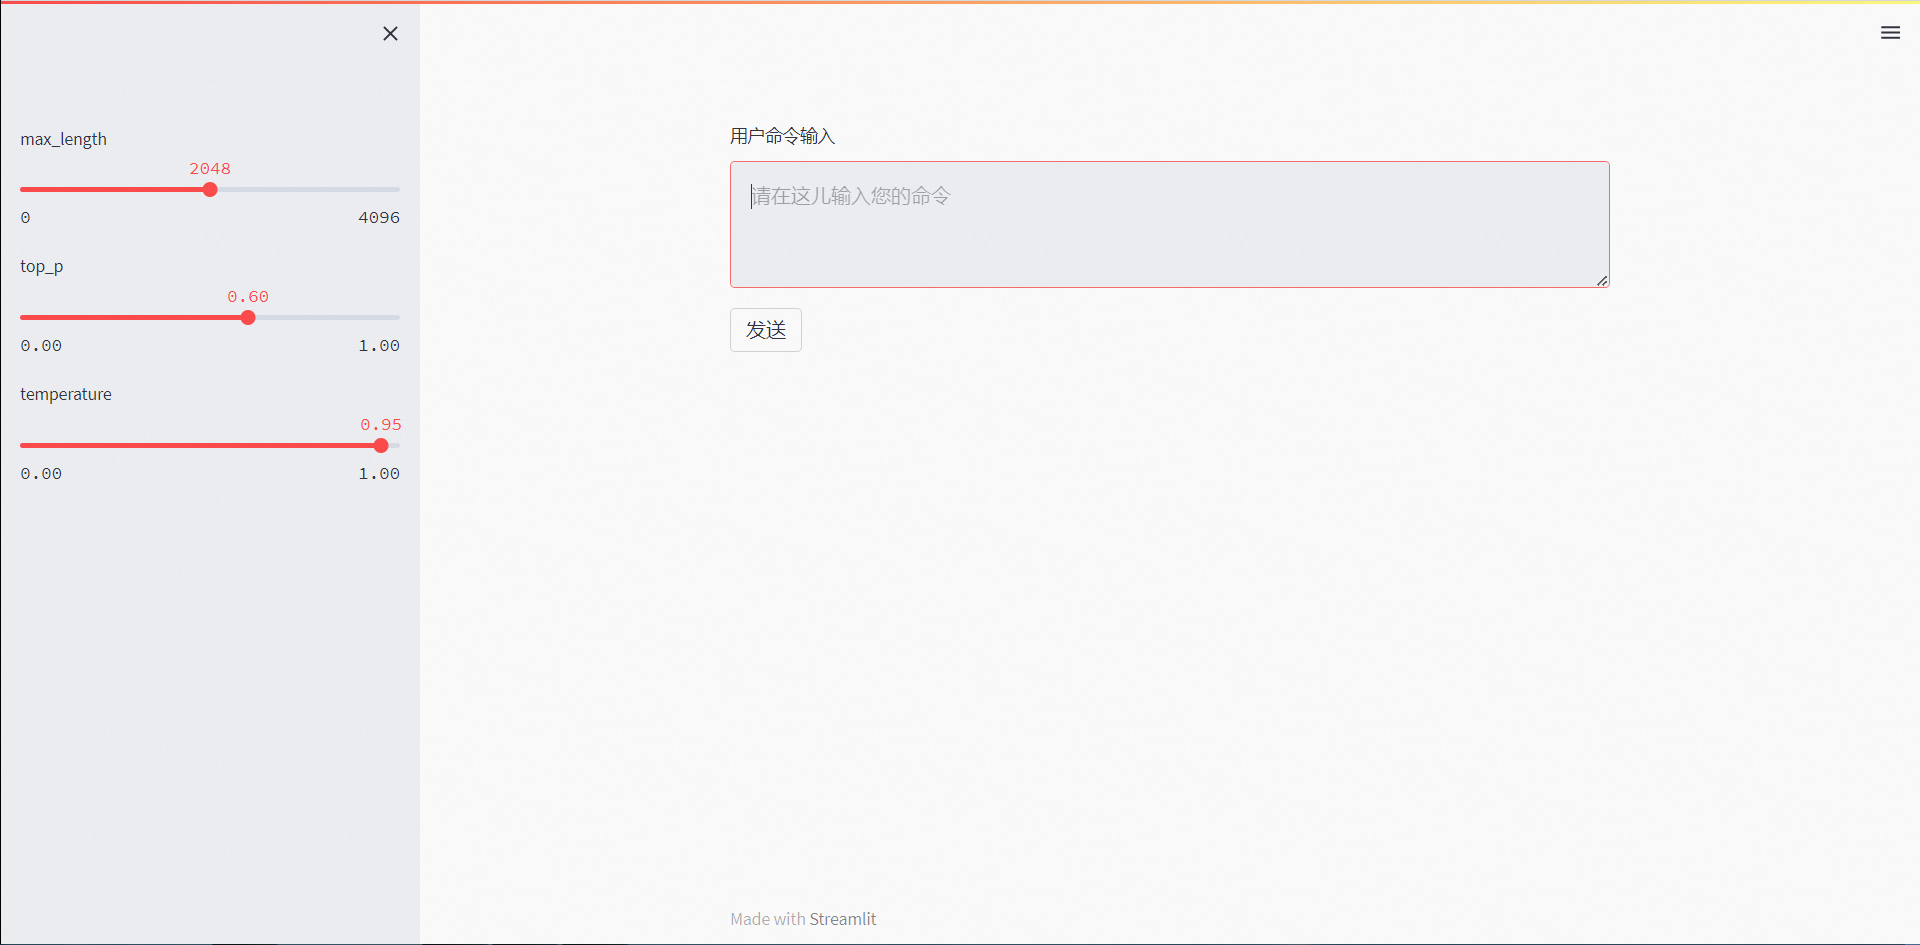 max_length
2048
0 4096
top_p
0.60
0.00 1.00
temperature
0.95
0.00 1.00
用户命令输入
请在这儿输入您的命令
发送
Made with Streamlit